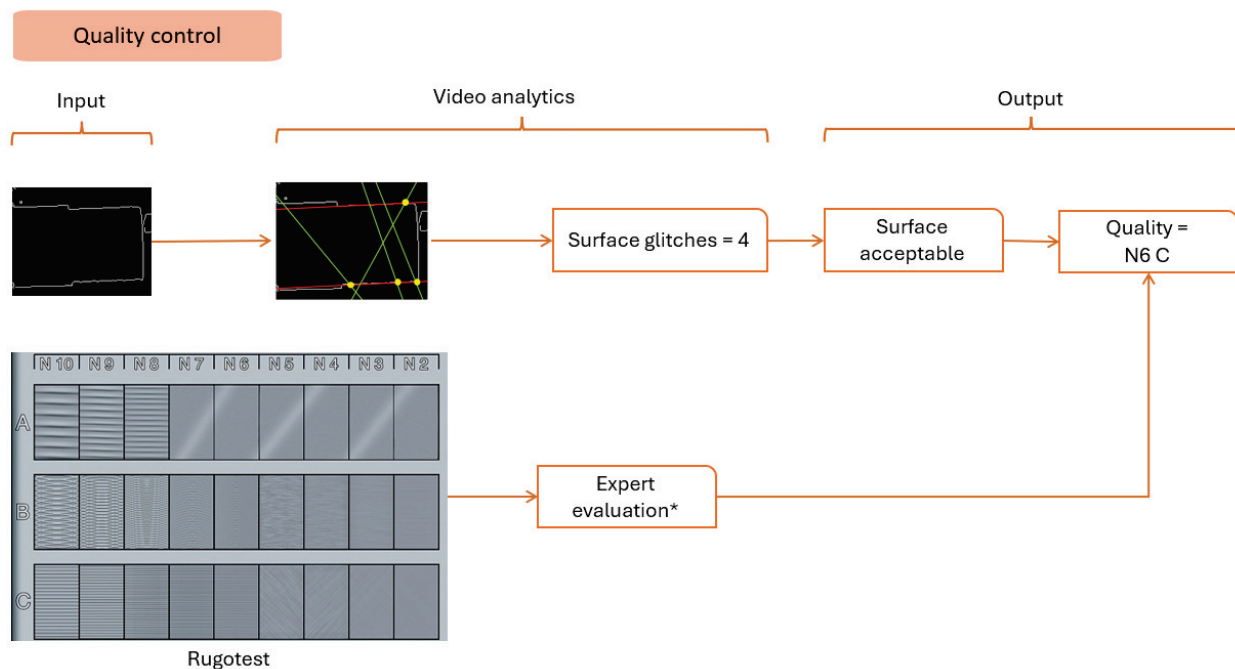 Quality control
Input
Video analytics
Output
Surface glitches = 4
Surface
acceptable
Quality =
N6 C
N10 N9 N8 N7 N6 N5 N4 N3 N2
A
B
C
Expert
evaluation*
Rugotest